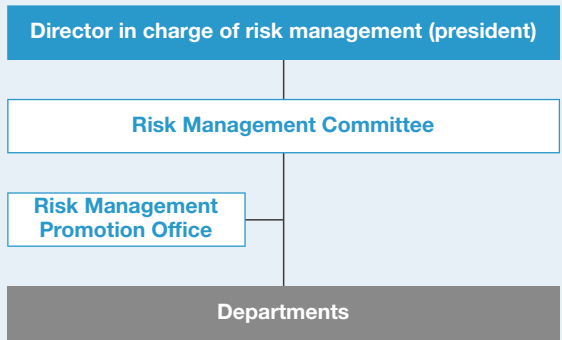 Director in charge of risk management (president)
Risk Management Committee
Risk Management
Promotion Office
Departments